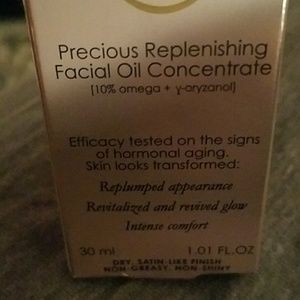 Precious Replenishing
Facial Oil Concentrate
[10% omega + γ-oryzanol]
Efficacy tested on the signs
of hormonal aging.
Skin looks transformed:
Replumped appearance
Revitalized and revived glow
Intense comfort
30 ml 1.01 FL.OZ
DRY, SATIN-LIKE FINISH
NON-GREASY, NON-SHINY